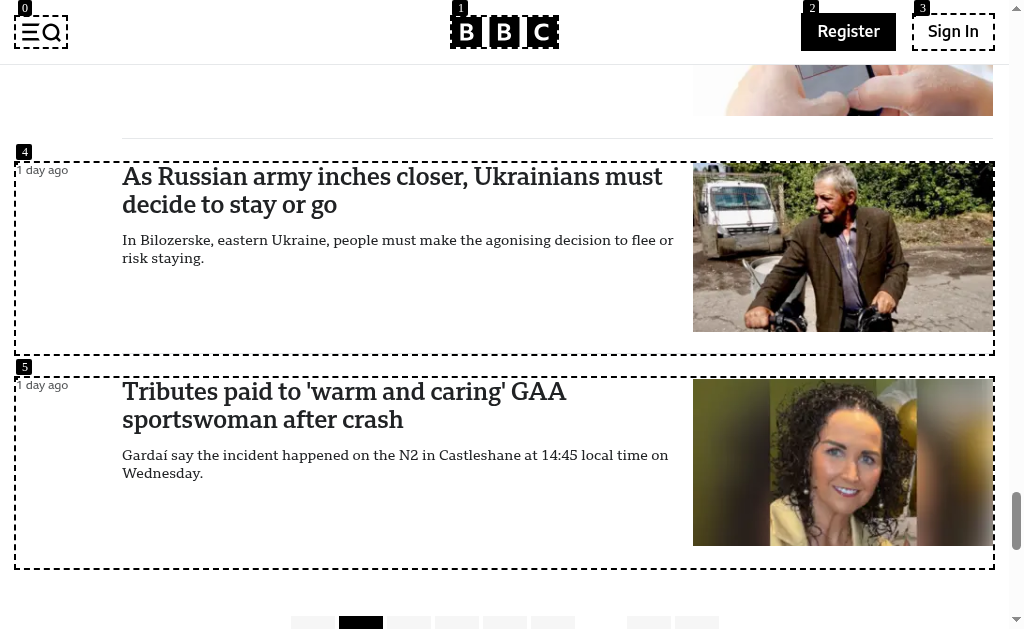 0
1
2
3
BBC
Register
Sign In
4
1 day ago
As Russian army inches closer, Ukrainians must
decide to stay or go
In Bilozerske, eastern Ukraine, people must make the agonising decision to flee or
risk staying.
5
1 day ago
Tributes paid to 'warm and caring' GAA
sportswoman after crash
Gardaí say the incident happened on the N2 in Castleshane at 14:45 local time on
Wednesday.